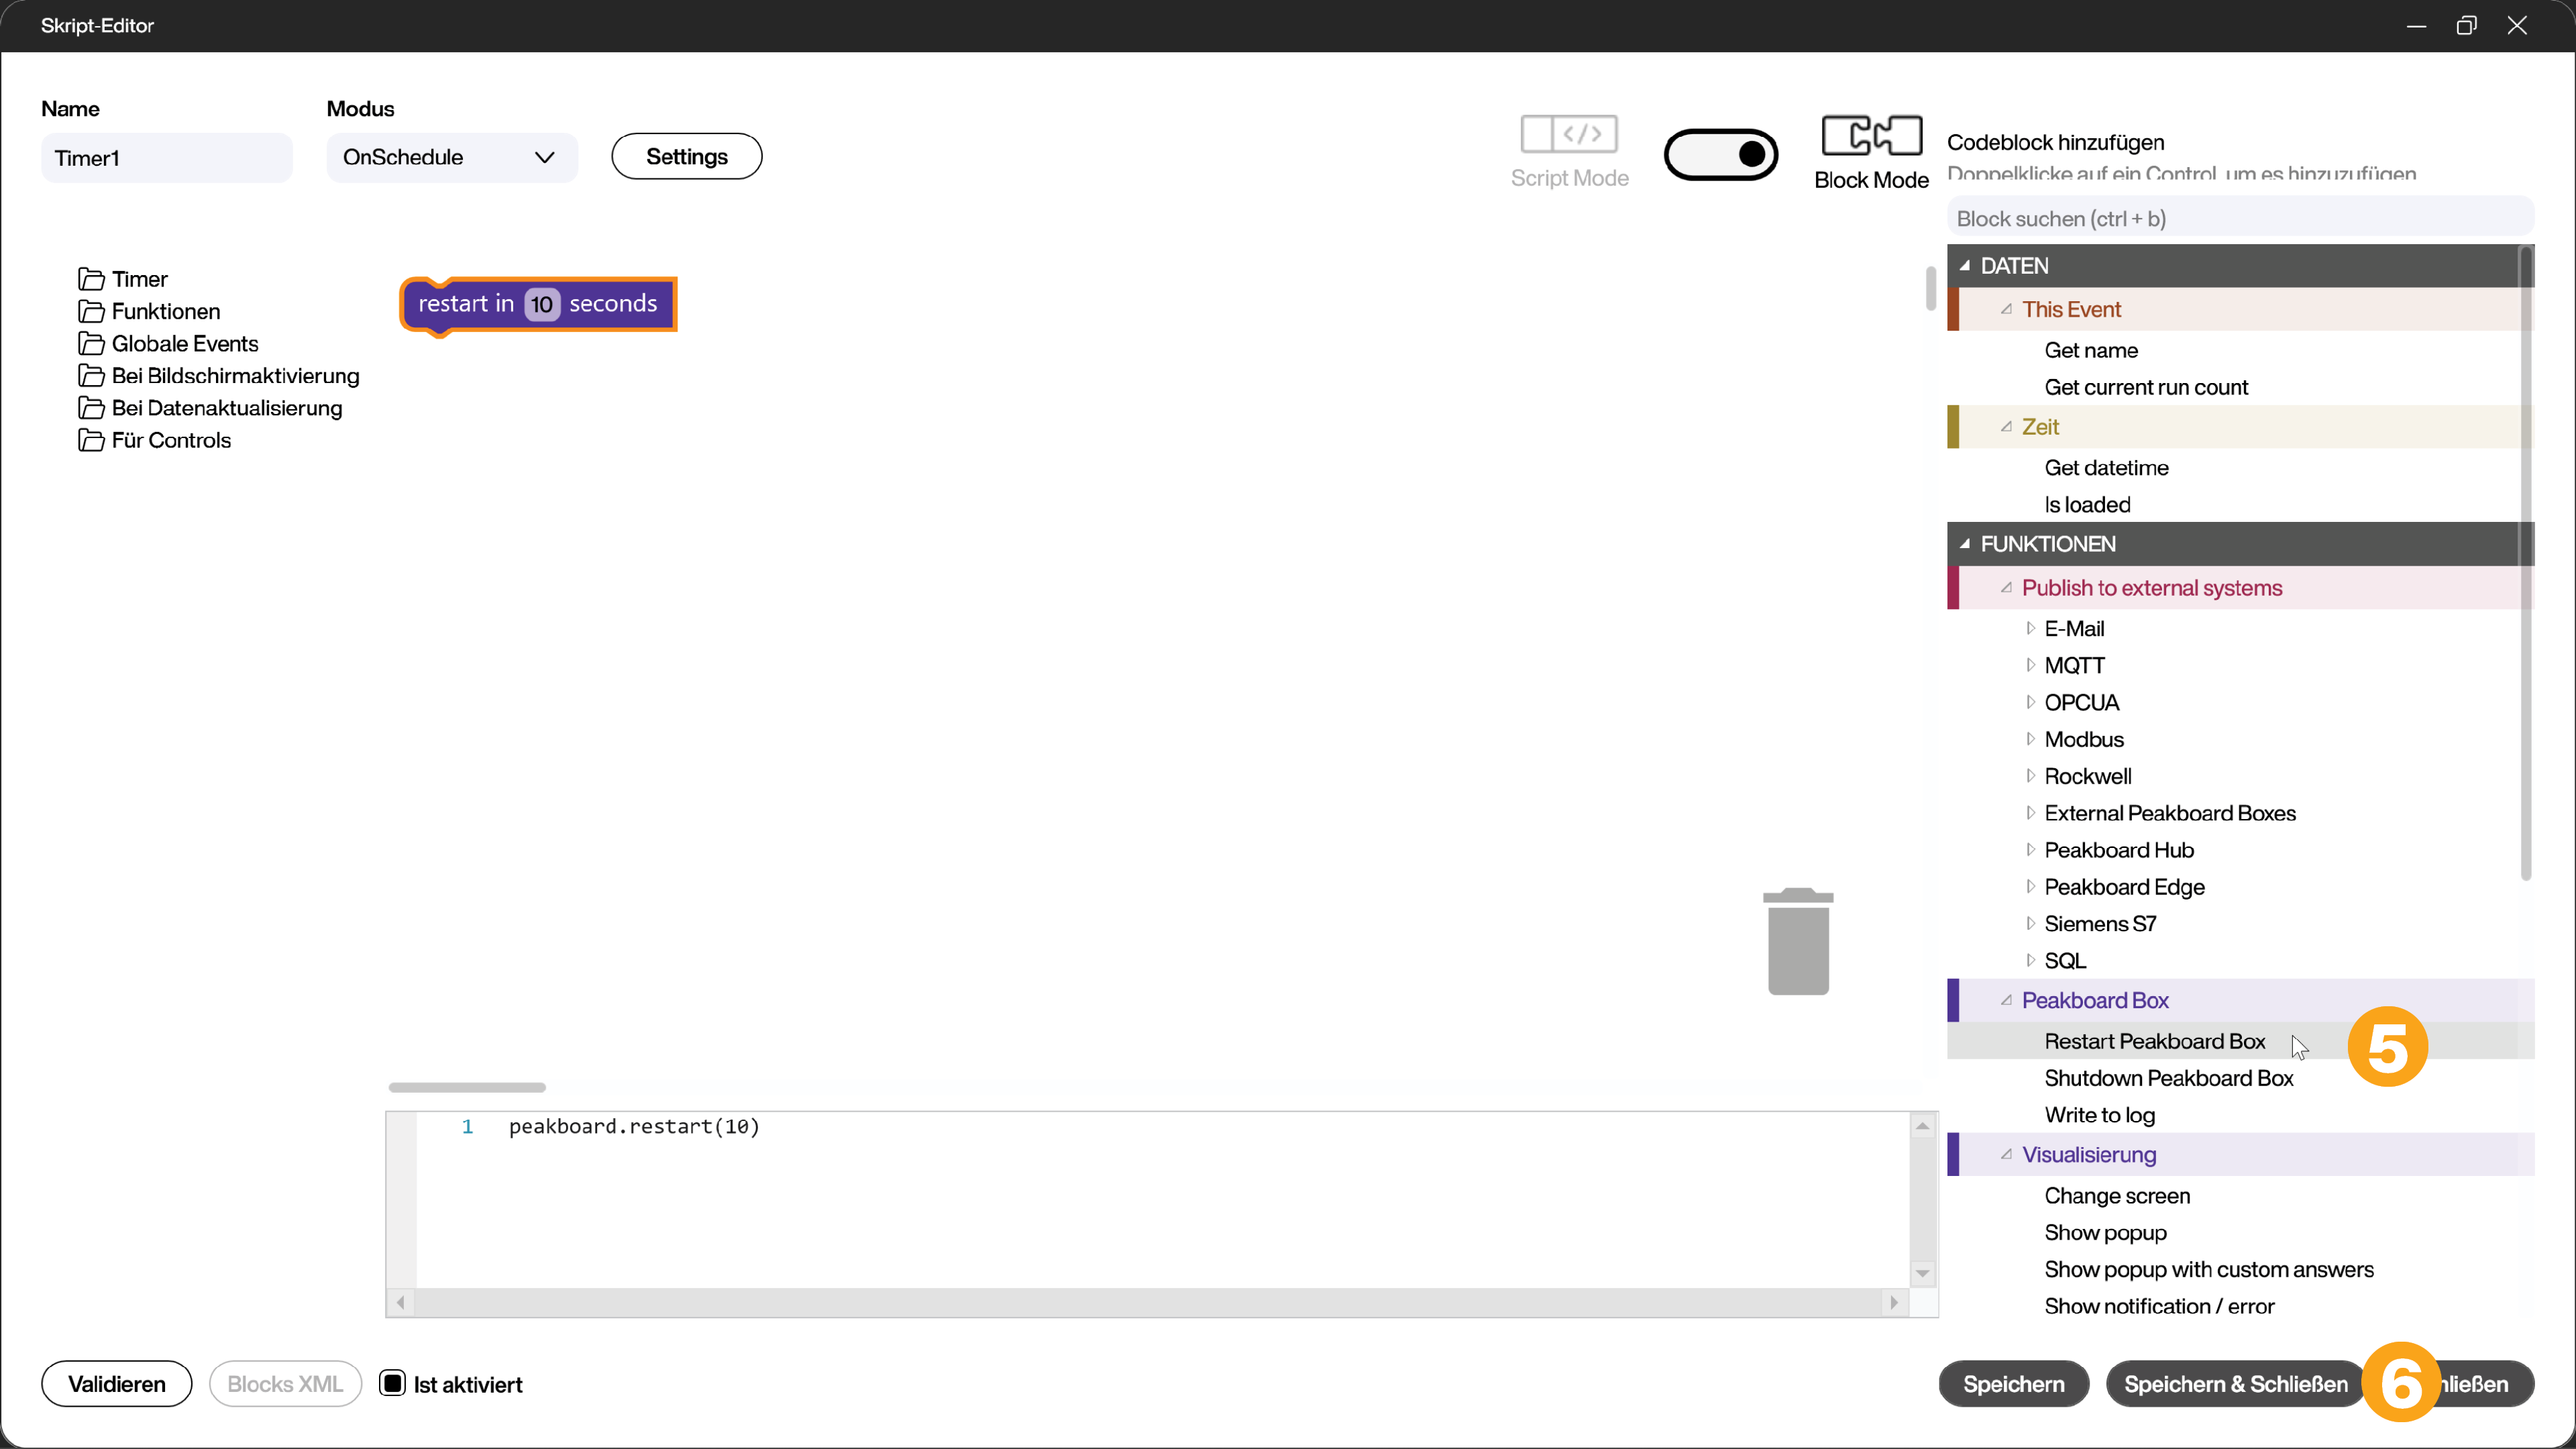 Skript-Editor
Name
Modus
Timer1
OnSchedule
Settings
Script Mode
Block Mode
Codeblock hinzufügen
Doppelklicke auf ein Control, um es hinzuzufügen
Block suchen (ctrl + b)
Timer
Funktionen
Globale Events
Bei Bildschirmaktivierung
Bei Datenaktualisierung
Für Controls
restart in 10 seconds
DATEN
This Event
Get name
Get current run count
Zeit
Get datetime
Is loaded
FUNKTIONEN
Publish to external systems
E-Mail
MQTT
OPCUA
Modbus
Rockwell
External Peakboard Boxes
Peakboard Hub
Peakboard Edge
Siemens S7
SQL
Peakboard Box
Restart Peakboard Box
5
Shutdown Peakboard Box
Write to log
Visualisierung
Change screen
Show popup
Show popup with custom answers
Show notification / error
1 peakboard.restart(10)
Validieren
Blocks XML
Ist aktiviert
Speichern
Speichern & Schließen
6